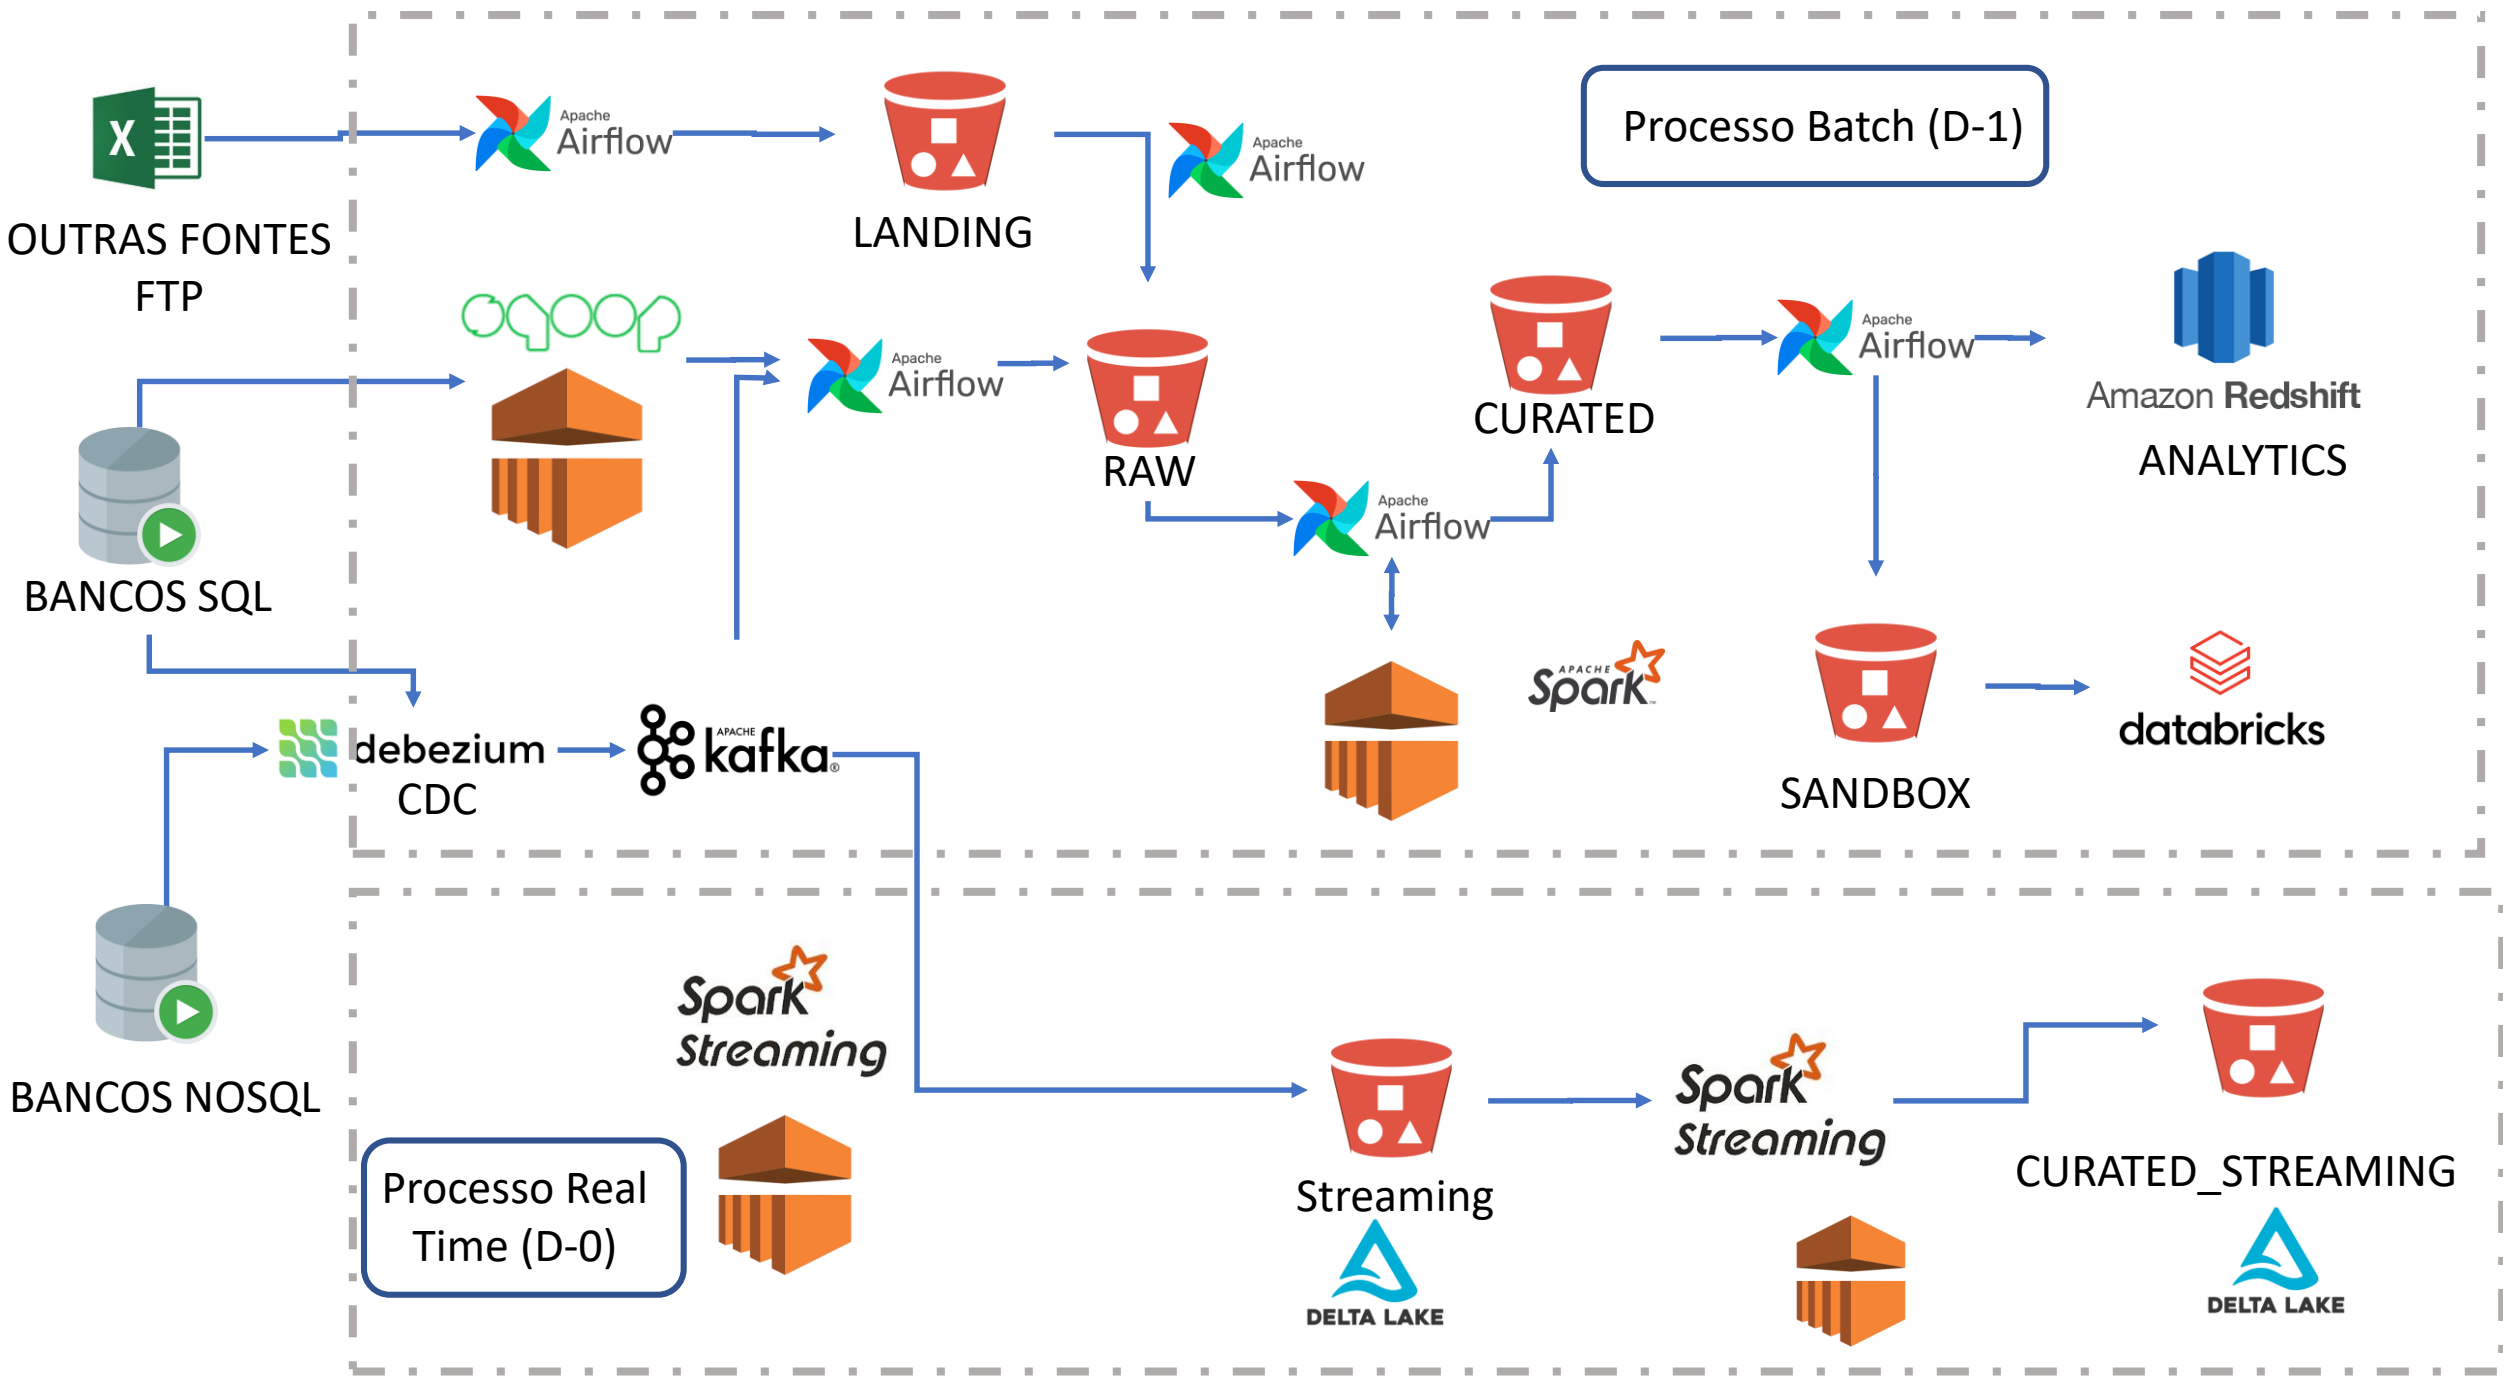 Processo Batch (D-1)
X
OUTRAS FONTES
FTP
Apache
Airflow
LANDING
Apache
Airflow
sqoop
Apache
Airflow
RAW
CURATED
Apache
Airflow
Amazon Redshift
ANALYTICS
BANCOS SQL
Apache
Airflow
debezium
CDC
APACHE
kafka®
APACHE
Spark™
SANDBOX
databricks
BANCOS NOSQL
Spark
Streaming
Processo Real
Time (D-0)
Streaming
DELTA LAKE
Spark
Streaming
CURATED_STREAMING
DELTA LAKE